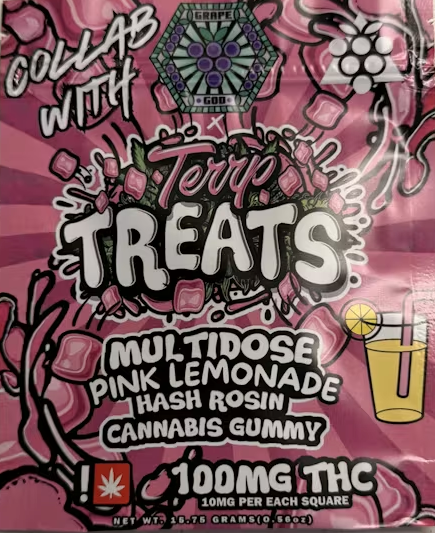 COLLAB
WITH
GRAPE
GOD
Terrp
TREATS
MULTIDOSE
PINK LEMONADE
HASH ROSIN
CANNABIS GUMMY
! 100MG THC
10MG PER EACH SQUARE
NET WT. 15.75 GRAMS(0.56oz)